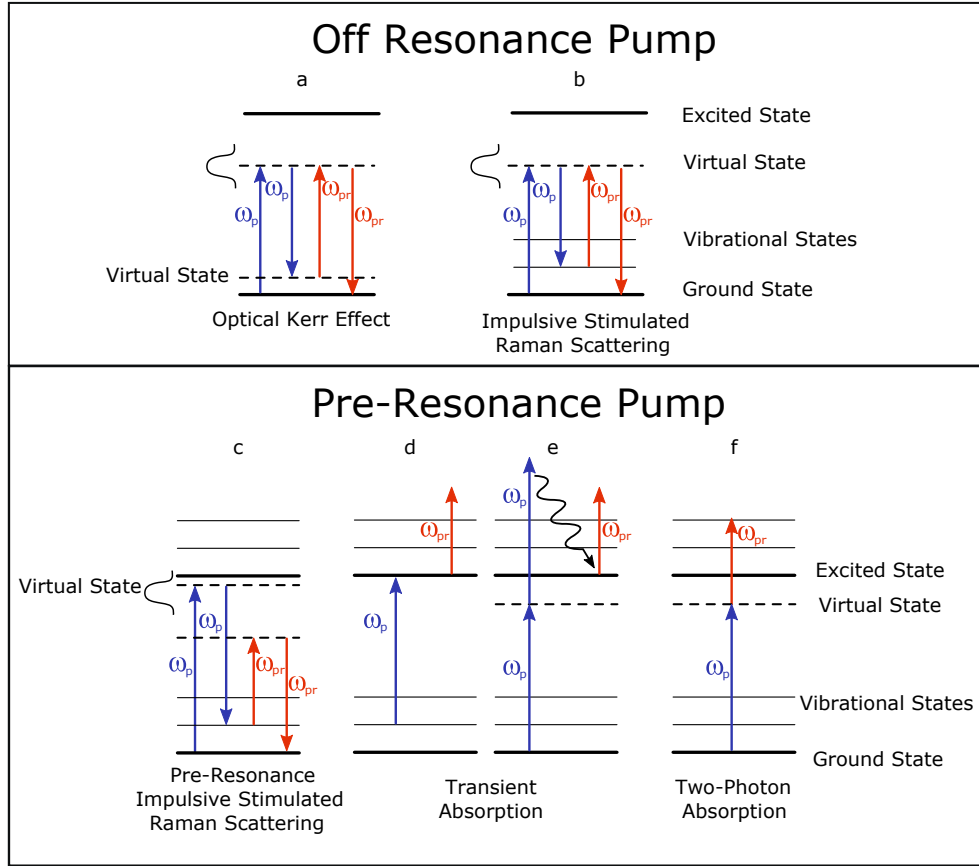 Off Resonance Pump
a
b
Excited State
Virtual State
ωp
ωp
ωpr
ωpr
ωp
ωp
ωpr
ωpr
Vibrational States
Virtual State
Ground State
Optical Kerr Effect
Impulsive Stimulated
Raman Scattering
Pre-Resonance Pump
c
d
e
f
ωp
ωpr
ωpr
ωpr
Excited State
Virtual State
Virtual State
ωp
ωp
ωpr
ωpr
ωp
ωp
ωp
Vibrational States
Ground State
Pre-Resonance
Impulsive Stimulated
Raman Scattering
Transient
Absorption
Two-Photon
Absorption